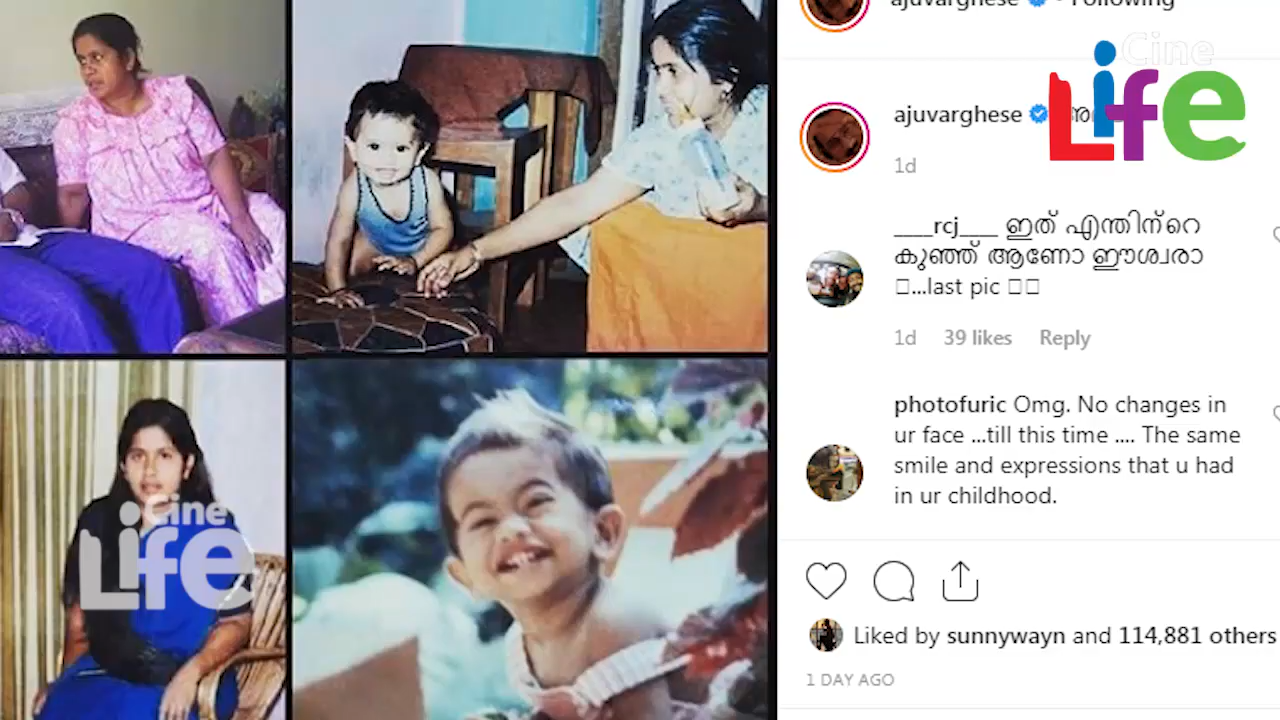 ajuvarghese • Following
Cine
LIFE
ajuvarghese
1d
___rcj___ ഇത് എന്തിന്റെ
കുഞ്ഞ് ആണോ ഈശ്വരാ
...last pic
1d 39 likes Reply
photofuric Omg. No changes in
ur face ...till this time .... The same
smile and expressions that u had
in ur childhood.
Cine
LiFe
Liked by sunnywayn and 114,881 others
1 DAY AGO